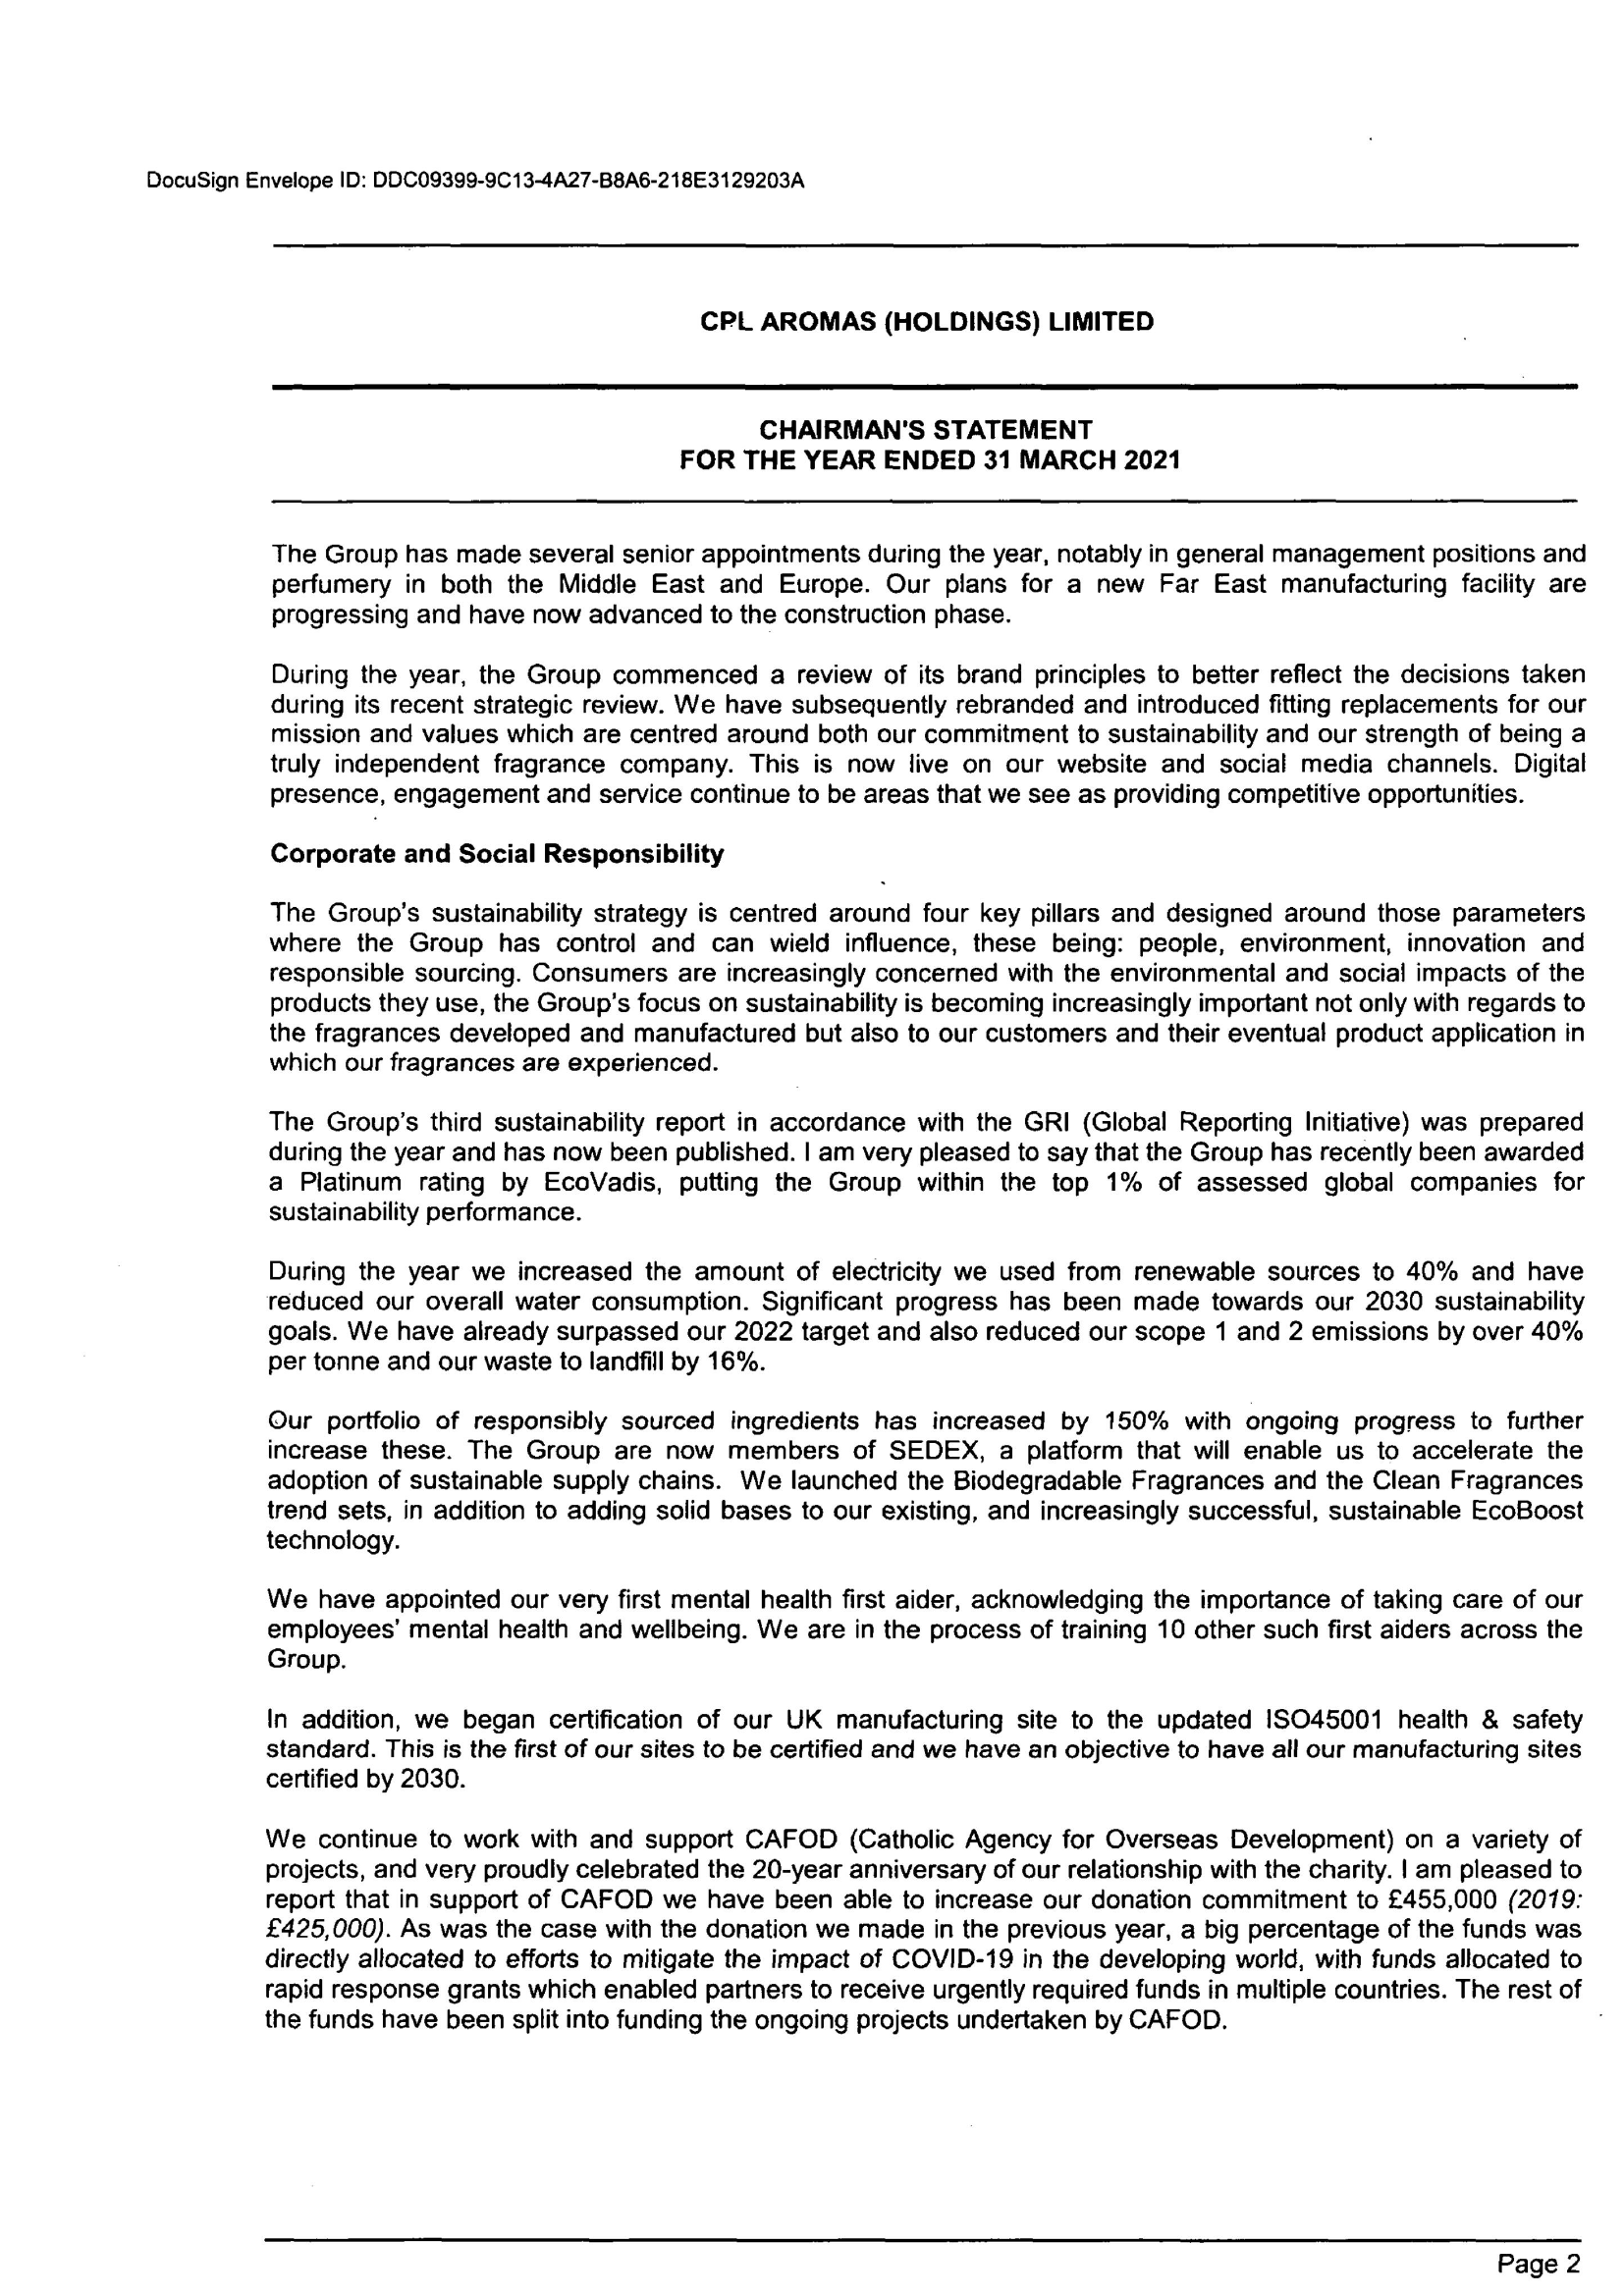 DocuSign Envelope ID: DDC09399-9C13-4A27-B8A6-218E3129203A
CPL AROMAS (HOLDINGS) LIMITED
CHAIRMAN'S STATEMENT
FOR THE YEAR ENDED 31 MARCH 2021
The Group has made several senior appointments during the year, notably in general management positions and
perfumery in both the Middle East and Europe. Our plans for a new Far East manufacturing facility are
progressing and have now advanced to the construction phase.
During the year, the Group commenced a review of its brand principles to better reflect the decisions taken
during its recent strategic review. We have subsequently rebranded and introduced fitting replacements for our
mission and values which are centred around both our commitment to sustainability and our strength of being a
truly independent fragrance company. This is now live on our website and social media channels. Digital
presence, engagement and service continue to be areas that we see as providing competitive opportunities.
Corporate and Social Responsibility
The Group's sustainability strategy is centred around four key pillars and designed around those parameters
where the Group has control and can wield influence, these being: people, environment, innovation and
responsible sourcing. Consumers are increasingly concerned with the environmental and social impacts of the
products they use, the Group's focus on sustainability is becoming increasingly important not only with regards to
the fragrances developed and manufactured but also to our customers and their eventual product application in
which our fragrances are experienced.
The Group's third sustainability report in accordance with the GRI (Global Reporting Initiative) was prepared
during the year and has now been published. I am very pleased to say that the Group has recently been awarded
a Platinum rating by EcoVadis, putting the Group within the top 1% of assessed global companies for
sustainability performance.
During the year we increased the amount of electricity we used from renewable sources to 40% and have
reduced our overall water consumption. Significant progress has been made towards our 2030 sustainability
goals. We have already surpassed our 2022 target and also reduced our scope 1 and 2 emissions by over 40%
per tonne and our waste to landfill by 16%.
Our portfolio of responsibly sourced ingredients has increased by 150% with ongoing progress to further
increase these. The Group are now members of SEDEX, a platform that will enable us to accelerate the
adoption of sustainable supply chains. We launched the Biodegradable Fragrances and the Clean Fragrances
trend sets, in addition to adding solid bases to our existing, and increasingly successful, sustainable EcoBoost
technology.
We have appointed our very first mental health first aider, acknowledging the importance of taking care of our
employees' mental health and wellbeing. We are in the process of training 10 other such first aiders across the
Group.
In addition, we began certification of our UK manufacturing site to the updated ISO45001 health & safety
standard. This is the first of our sites to be certified and we have an objective to have all our manufacturing sites
certified by 2030.
We continue to work with and support CAFOD (Catholic Agency for Overseas Development) on a variety of
projects, and very proudly celebrated the 20-year anniversary of our relationship with the charity. I am pleased to
report that in support of CAFOD we have been able to increase our donation commitment to £455,000 (2019:
£425,000). As was the case with the donation we made in the previous year, a big percentage of the funds was
directly allocated to efforts to mitigate the impact of COVID-19 in the developing world, with funds allocated to
rapid response grants which enabled partners to receive urgently required funds in multiple countries. The rest of
the funds have been split into funding the ongoing projects undertaken by CAFOD.
Page 2